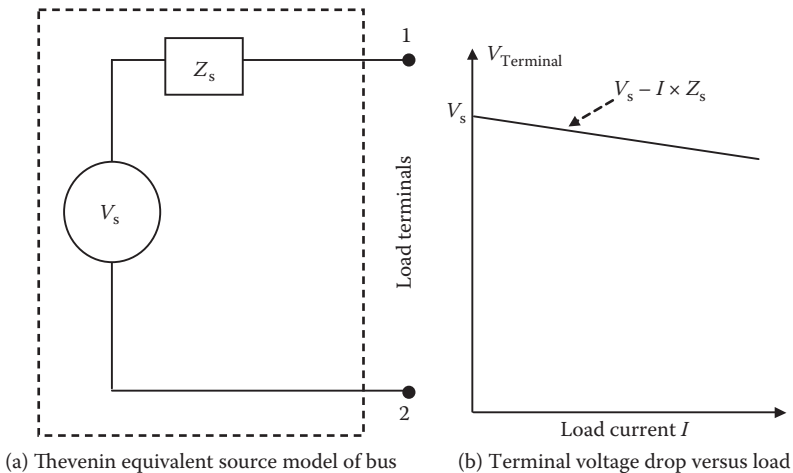 1
Z_s
V_s
Load terminals
2
(a) Thevenin equivalent source model of bus
V_Terminal
V_s – I × Z_s
V_s
Load current I
(b) Terminal voltage drop versus load